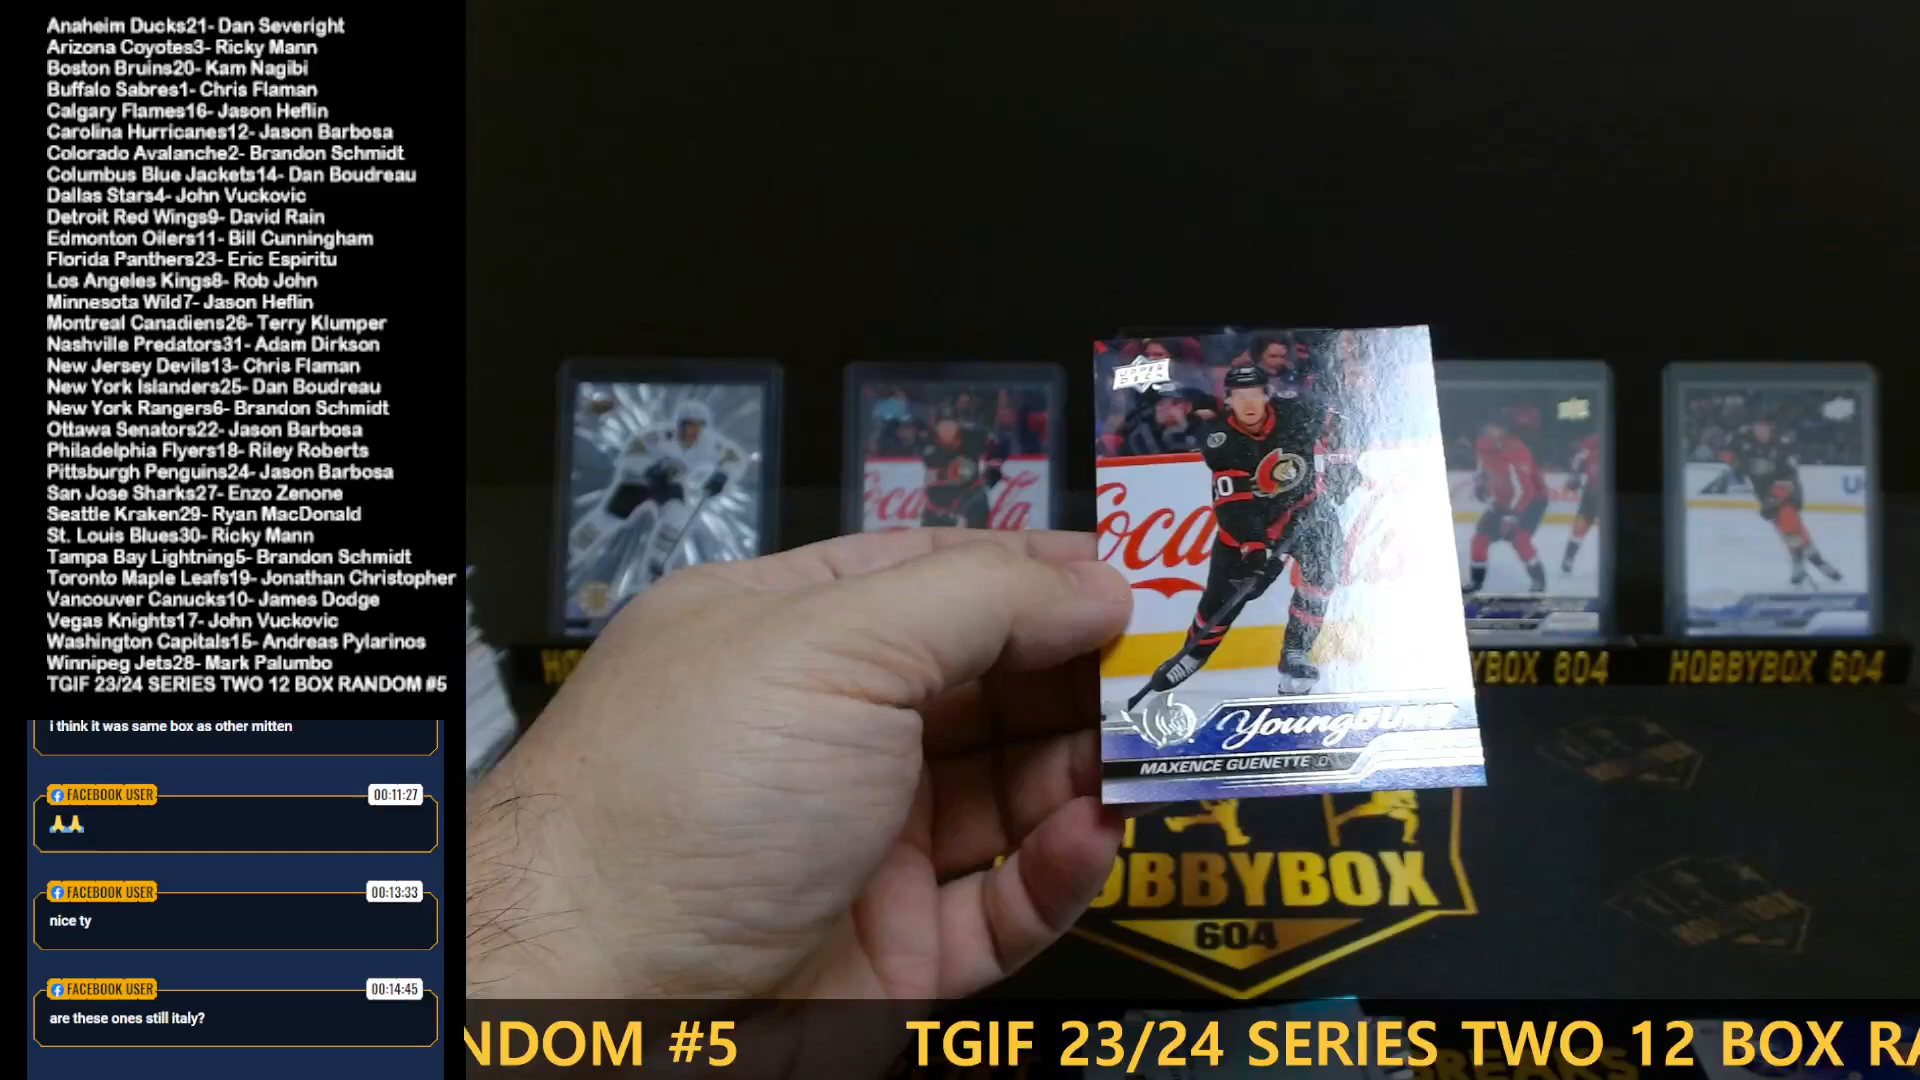 Anaheim Ducks21- Dan Severight
Arizona Coyotes3- Ricky Mann
Boston Bruins20- Kam Nagibi
Buffalo Sabres1- Chris Flaman
Calgary Flames16- Jason Heflin
Carolina Hurricanes12- Jason Barbosa
Colorado Avalanche2- Brandon Schmidt
Columbus Blue Jackets14- Dan Boudreau
Dallas Stars4- John Vuckovic
Detroit Red Wings9- David Rain
Edmonton Oilers11- Bill Cunningham
Florida Panthers23- Eric Espiritu
Los Angeles Kings8- Rob John
Minnesota Wild7- Jason Heflin
Montreal Canadiens26- Terry Klumper
Nashville Predators31- Adam Dirkson
New Jersey Devils13- Chris Flaman
New York Islanders25- Dan Boudreau
New York Rangers6- Brandon Schmidt
Ottawa Senators22- Jason Barbosa
Philadelphia Flyers18- Riley Roberts
Pittsburgh Penguins24- Jason Barbosa
San Jose Sharks27- Enzo Zenone
Seattle Kraken29- Ryan MacDonald
St. Louis Blues30- Ricky Mann
Tampa Bay Lightning5- Brandon Schmidt
Toronto Maple Leafs19- Jonathan Christopher
Vancouver Canucks10- James Dodge
Vegas Knights17- John Vuckovic
Washington Capitals15- Andreas Pylarinos
Winnipeg Jets28- Mark Palumbo
TGIF 23/24 SERIES TWO 12 BOX RANDOM #5
i think it was same box as other mitten
FACEBOOK USER 00:11:27
🙏🙏
FACEBOOK USER 00:13:33
nice ty
FACEBOOK USER 00:14:45
are these ones still italy?
UPPER DECK
Coca
Young
MAXENCE GUENETTE D
YBOX 604
HOBBYBOX 604
OBBYBOX
604
NDOM #5 TGIF 23/24 SERIES TWO 12 BOX RA